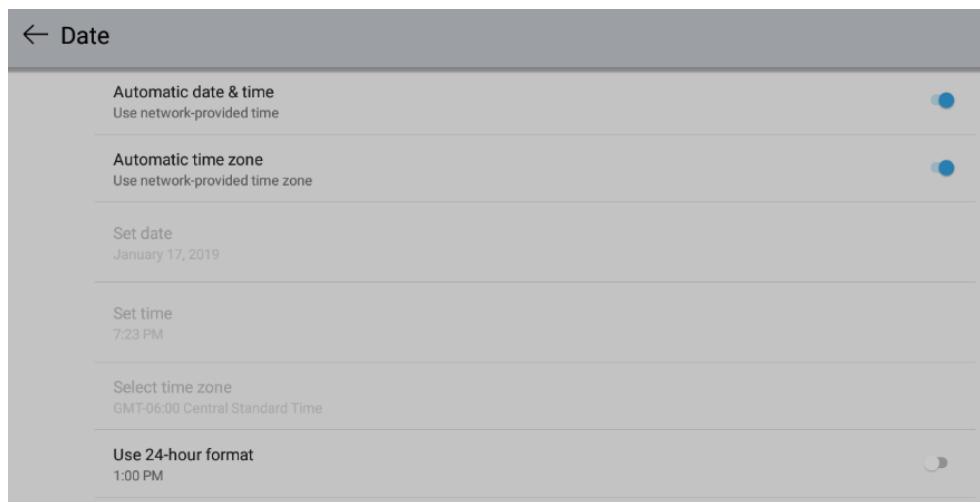 Date
Automatic date & time
Use network-provided time
Automatic time zone
Use network-provided time zone
Set date
January 17, 2019
Set time
7:23 PM
Select time zone
GMT-06:00 Central Standard Time
Use 24-hour format
1:00 PM